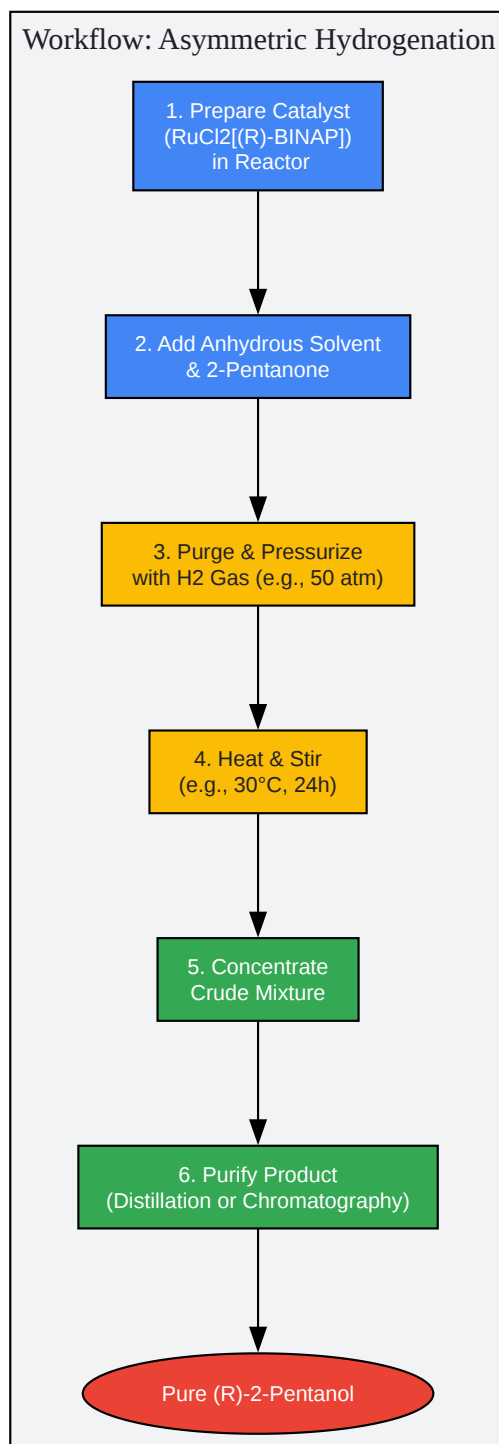 Workflow: Asymmetric Hydrogenation
1. Prepare Catalyst
(RuCl2[(R)-BINAP])
in Reactor
2. Add Anhydrous Solvent
& 2-Pentanone
3. Purge & Pressurize
with H2 Gas (e.g., 50 atm)
4. Heat & Stir
(e.g., 30°C, 24h)
5. Concentrate
Crude Mixture
6. Purify Product
(Distillation or Chromatography)
Pure (R)-2-Pentanol